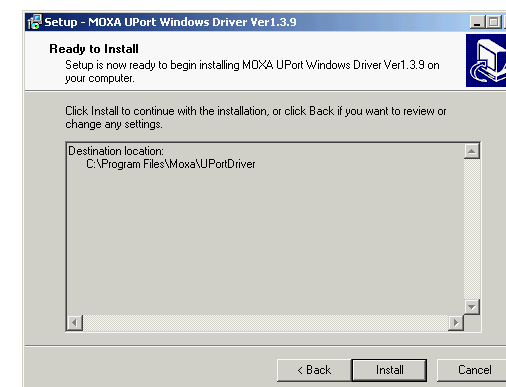 Setup - MOXA UPort Windows Driver Ver1.3.9
Ready to Install
Setup is now ready to begin installing MOXA UPort Windows Driver Ver1.3.9 on
your computer.
Click Install to continue with the installation, or click Back if you want to review or
change any settings.
Destination location:
C:\Program Files\Moxa\UPortDriver
< Back
Install
Cancel